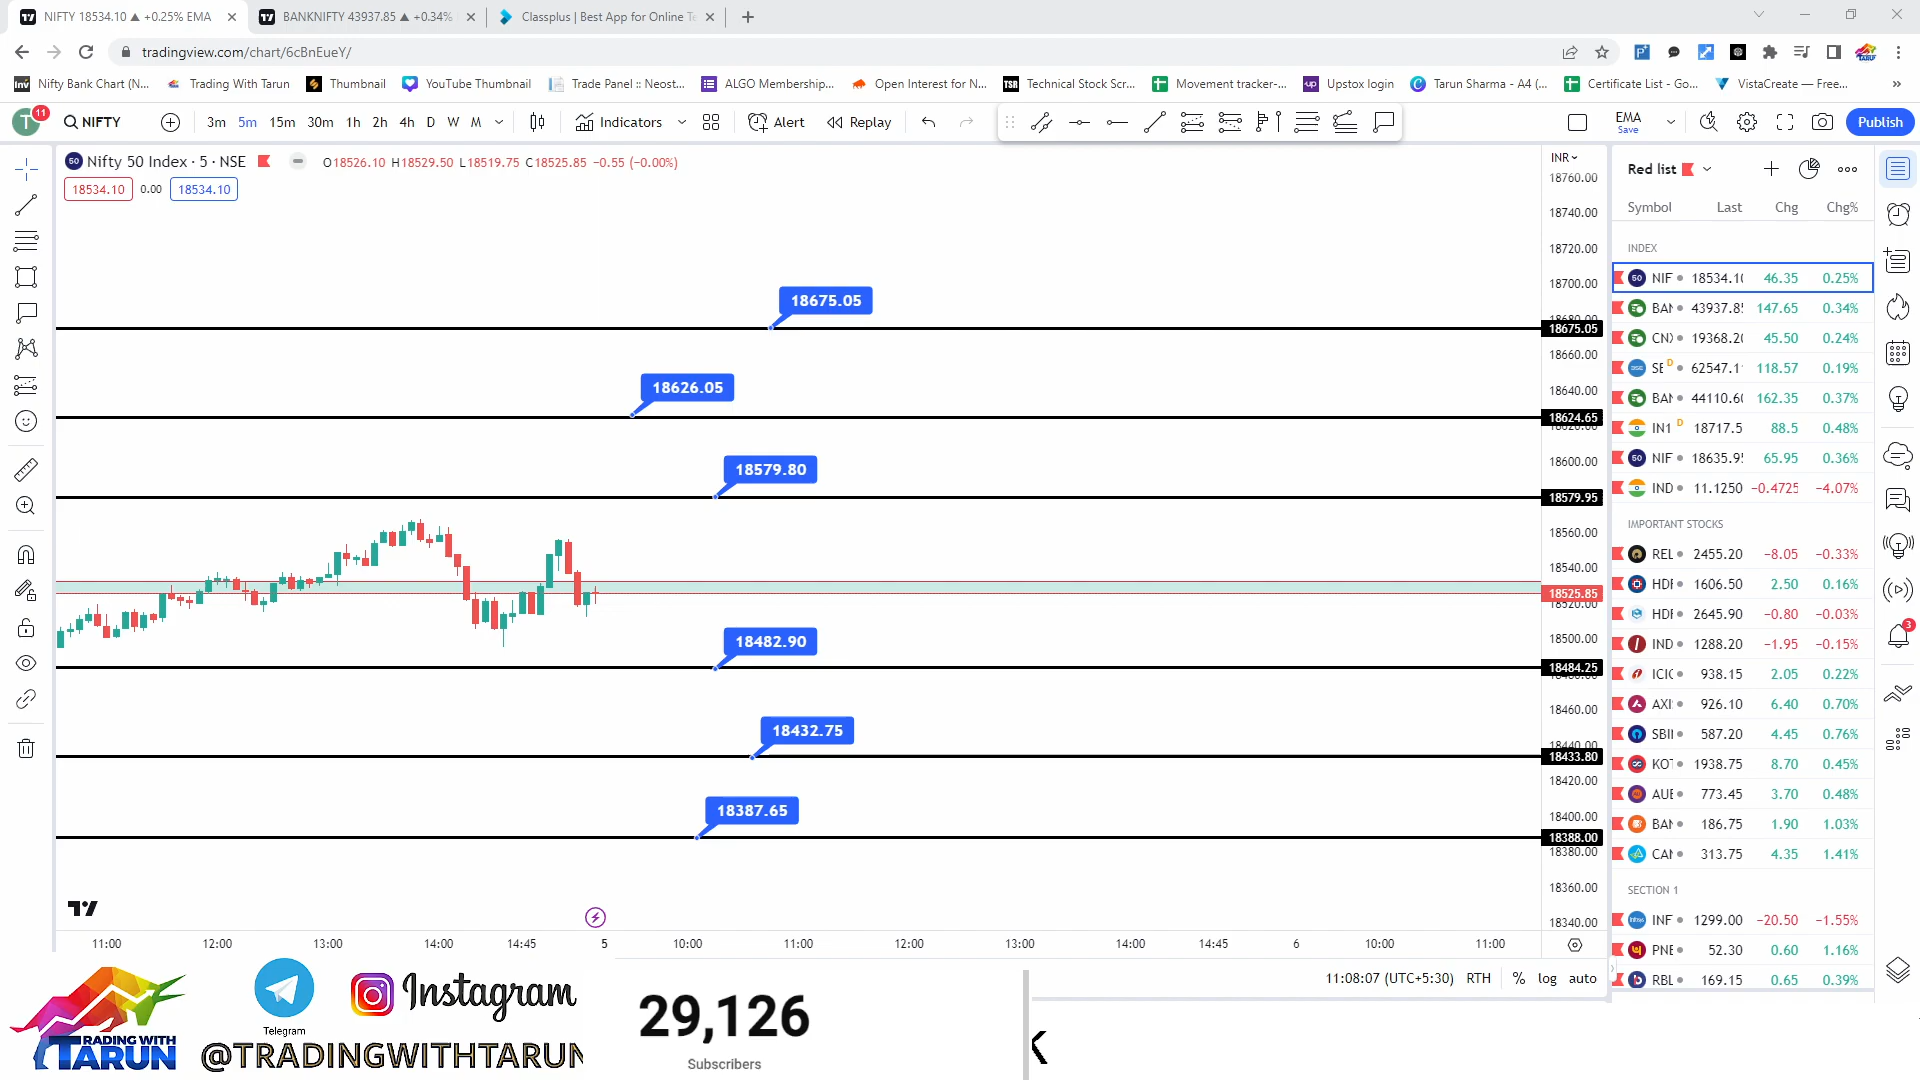 NIFTY 18534.10 ▲ +0.25% EMA
BANKNIFTY 43937.85 ▲ +0.34%
Classplus | Best App for Online Te
tradingview.com/chart/6cBnEueY/
Nifty Bank Chart (N...
Trading With Tarun
Thumbnail
YouTube Thumbnail
Trade Panel :: Neost...
ALGO Membership...
Open Interest for N...
Technical Stock Scr...
Movement tracker-...
Upstox login
Tarun Sharma - A4 (...
Certificate List - Go...
VistaCreate — Free...
T 11
NIFTY
3m 5m 15m 30m 1h 2h 4h D W M
Indicators
Alert
Replay
EMA
Save
Publish
Nifty 50 Index · 5 · NSE
O18526.10 H18529.50 L18519.75 C18525.85 −0.55 (−0.00%)
18534.10 0.00 18534.10
INR
18760.00
18740.00
18720.00
18700.00
18675.05
18675.05
18660.00
18640.00
18626.05
18624.65
18600.00
18579.80
18579.95
18560.00
18540.00
18525.85
18520.00
18500.00
18482.90
18484.25
18460.00
18432.75
18440.00
18433.80
18420.00
18400.00
18387.65
18388.00
18380.00
18360.00
18340.00
11:00 12:00 13:00 14:00 14:45 5 10:00 11:00 12:00 13:00 14:00 14:45 6 10:00 11:00
11:08:07 (UTC+5:30) RTH % log auto
Red list
Symbol Last Chg Chg%
INDEX
NIF 18534.10 46.35 0.25%
BAN 43937.85 147.65 0.34%
CNX 19368.20 45.50 0.24%
SE D 62547.11 118.57 0.19%
BAN 44110.60 162.35 0.37%
IN1 D 18717.5 88.5 0.48%
NIF 18635.95 65.95 0.36%
IND 11.1250 −0.4725 −4.07%
IMPORTANT STOCKS
REL 2455.20 −8.05 −0.33%
HDF 1606.50 2.50 0.16%
HDF 2645.90 −0.80 −0.03%
IND 1288.20 −1.95 −0.15%
ICIC 938.15 2.05 0.22%
AXI 926.10 6.40 0.70%
SBII 587.20 4.45 0.76%
KOT 1938.75 8.70 0.45%
AUB 773.45 3.70 0.48%
BAN 186.75 1.90 1.03%
CAN 313.75 4.35 1.41%
SECTION 1
INF 1299.00 −20.50 −1.55%
PNB 52.30 0.60 1.16%
RBL 169.15 0.65 0.39%
3
TRADING WITH
TARUN
Telegram
Instagram
@TRADINGWITHTARUN
29,126
Subscribers